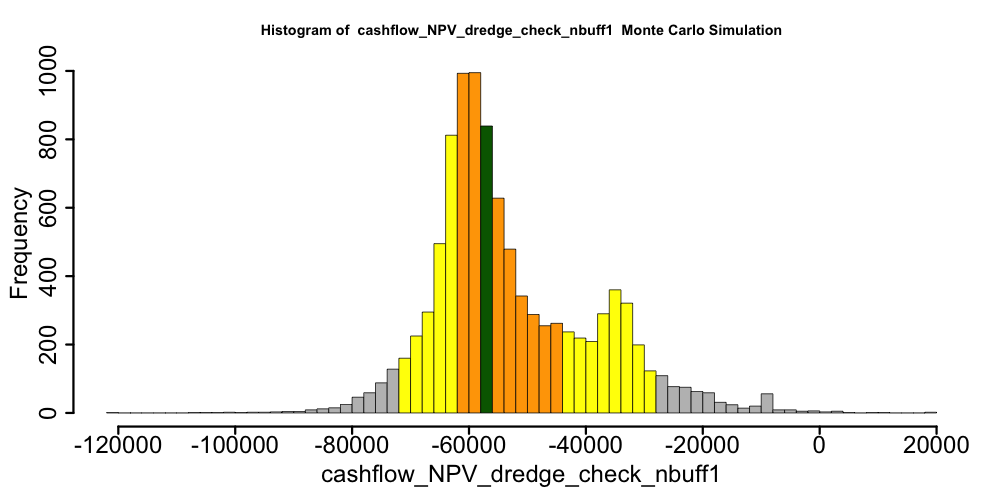 Histogram of  cashflow_NPV_dredge_check_nbuff1  Monte Carlo Simulation
Frequency
1000
800
600
400
200
0
-120000 -100000 -80000 -60000 -40000 -20000 0 20000
cashflow_NPV_dredge_check_nbuff1